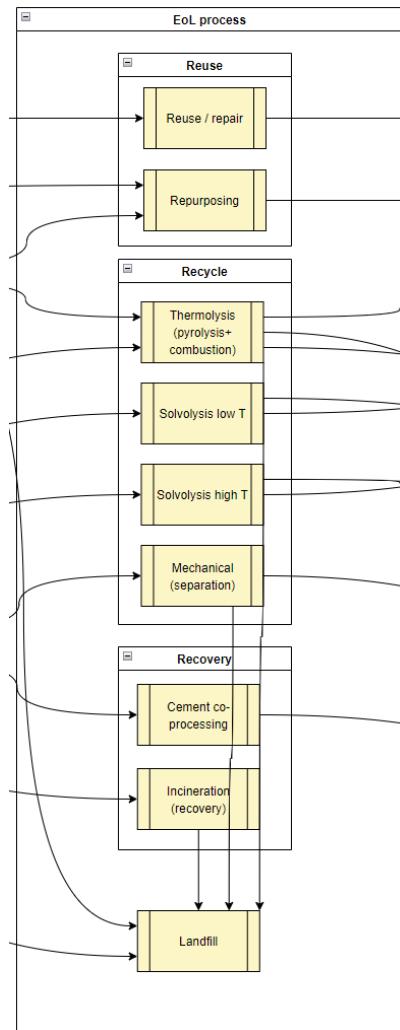 EoL process
Reuse
Reuse / repair
Repurposing
Recycle
Thermolysis
(pyrolysis+
combustion)
Solvolysis low T
Solvolysis high T
Mechanical
(separation)
Recovery
Cement co-
processing
Incineration
(recovery)
Landfill